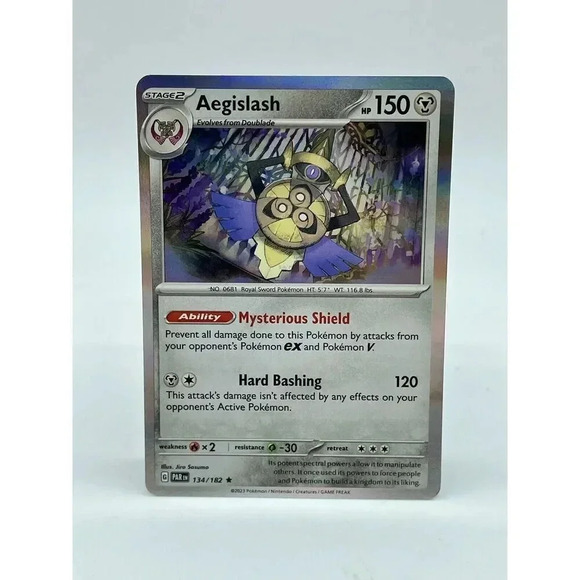 STAGE2
Aegislash
HP 150
Evolves from Doublade
NO. 0681 Royal Sword Pokémon. HT: 5'7" WT: 116.8 lbs.
Ability Mysterious Shield
Prevent all damage done to this Pokémon by attacks from
your opponent's Pokémon ex and Pokémon V.
Hard Bashing 120
This attack's damage isn't affected by any effects on your
opponent's Active Pokémon.
weakness ×2 resistance -30 retreat
Illus. Jiro Sasumo
G PAR EN 134/182 ★
©2023 Pokémon / Nintendo / Creatures / GAME FREAK
Its potent spectral powers allow it to manipulate
others. It once used its powers to force people
and Pokémon to build a kingdom to its liking.